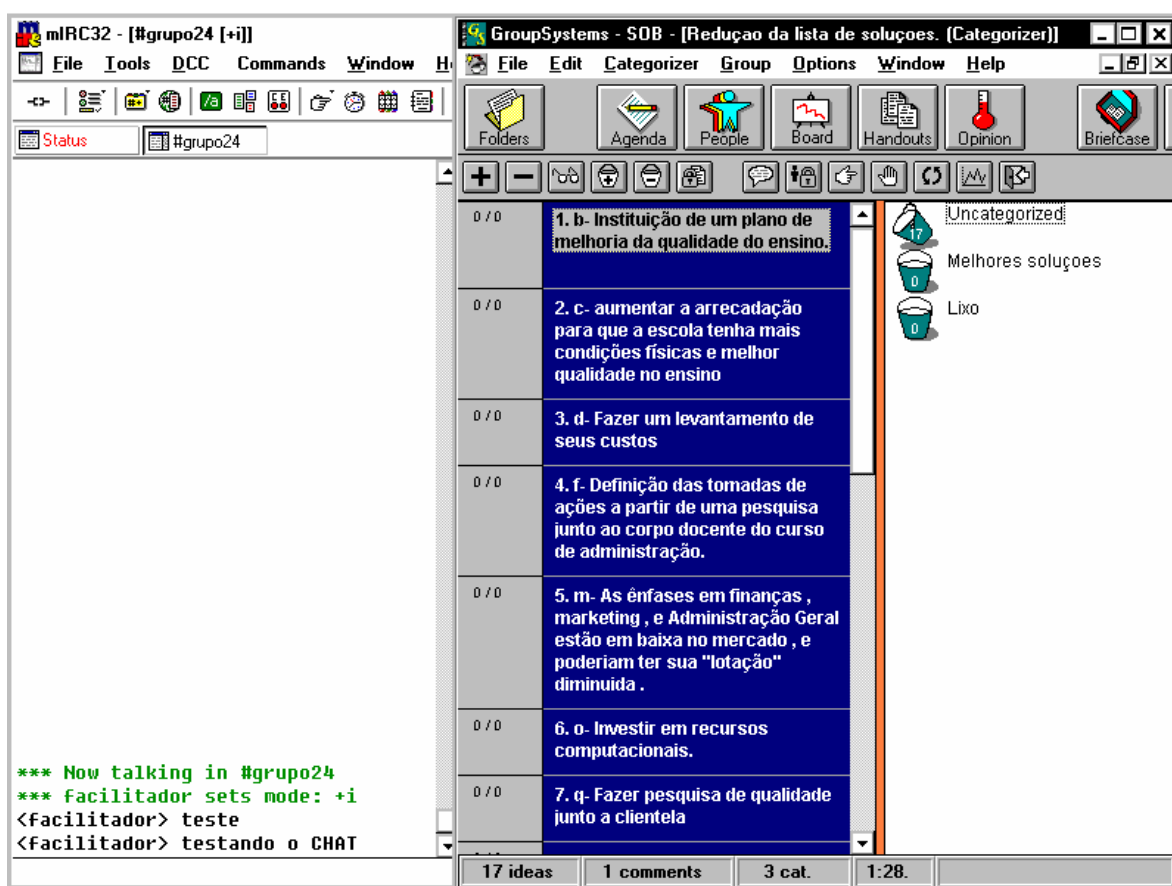 mIRC32 - [#grupo24 [+i]]
File Tools DCC Commands Window
Status #grupo24
*** Now talking in #grupo24
*** facilitador sets mode: +i
<facilitador> teste
<facilitador> testando o CHAT
GroupSystems - SOB - [Reduçao da lista de soluçoes. (Categorizer)]
File Edit Categorizer Group Options Window Help
Folders Agenda People Board Handouts Opinion Briefcase
0 / 0
1. b- Instituição de um plano de
melhoria da qualidade do ensino.
0 / 0
2. c- aumentar a arrecadação
para que a escola tenha mais
condições físicas e melhor
qualidade no ensino
0 / 0
3. d- Fazer um levantamento de
seus custos
0 / 0
4. f- Definição das tomadas de
ações a partir de uma pesquisa
junto ao corpo docente do curso
de administração.
0 / 0
5. m- As ênfases em finanças ,
marketing , e Administração Geral
estão em baixa no mercado , e
poderiam ter sua "lotação"
diminuida .
0 / 0
6. o- Investir em recursos
computacionais.
0 / 0
7. q- Fazer pesquisa de qualidade
junto a clientela
17 Uncategorized
0 Melhores soluçoes
0 Lixo
17 ideas 1 comments 3 cat. 1:28.